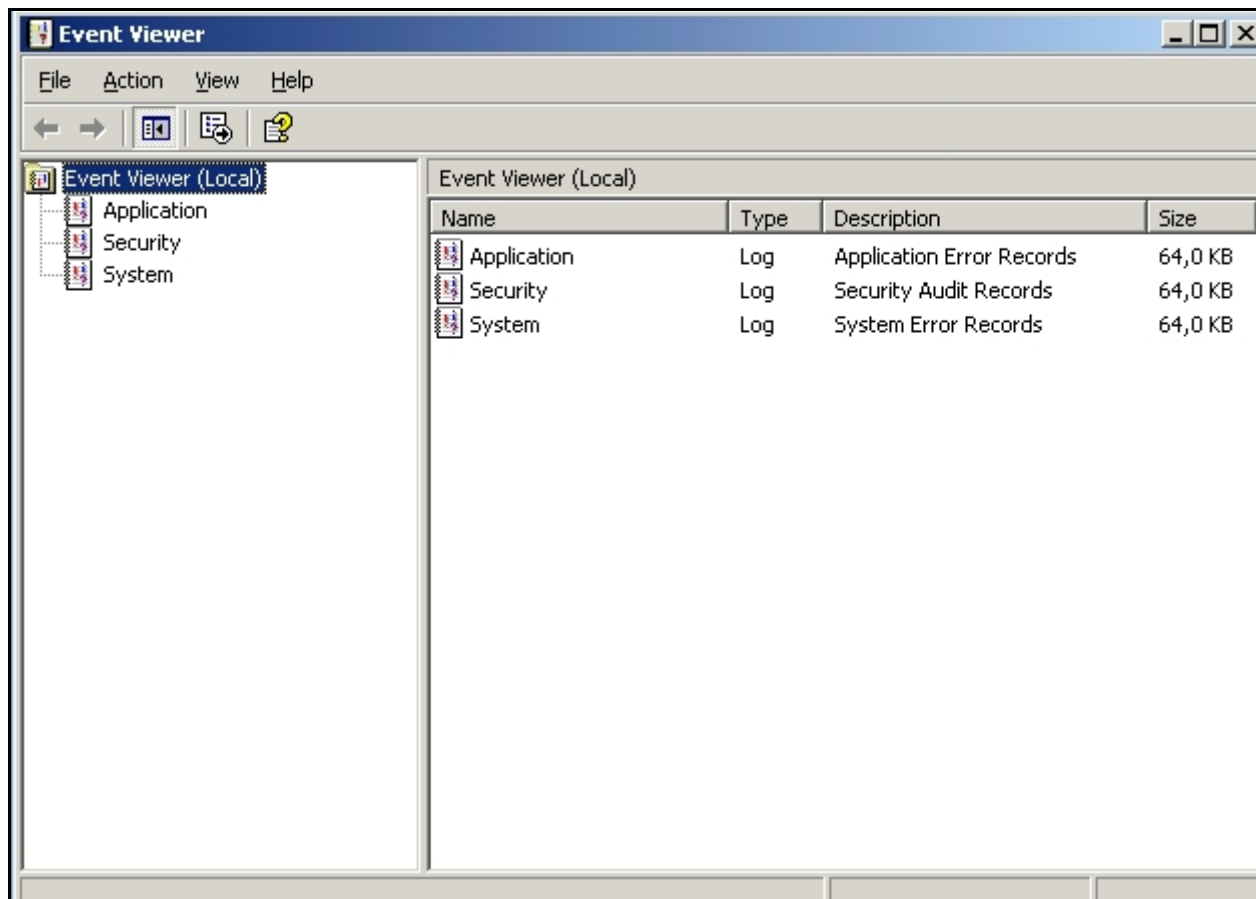 Event Viewer
File Action View Help
Event Viewer (Local)
Application
Security
System
Event Viewer (Local)
Name Type Description Size
Application Log Application Error Records 64,0 KB
Security Log Security Audit Records 64,0 KB
System Log System Error Records 64,0 KB